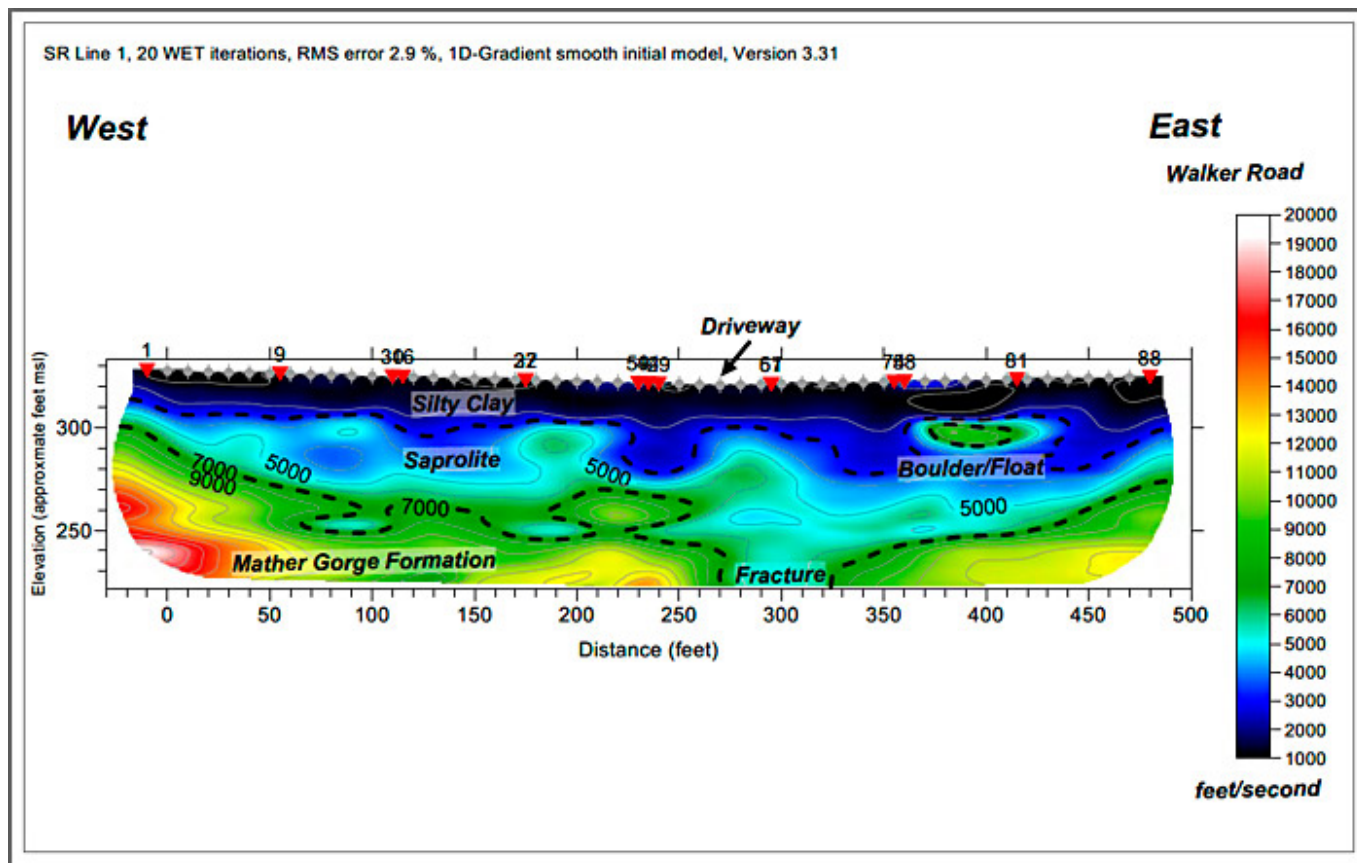 SR Line 1, 20 WET iterations, RMS error 2.9 %, 1D-Gradient smooth initial model, Version 3.31
West
East
Walker Road
Driveway
1 9 81 88
Silty Clay
Saprolite
Boulder/Float
7000
9000
5000
7000
5000
5000
Mather Gorge Formation
Fracture
Elevation (approxmate feet msl)
300
250
0 50 100 150 200 250 300 350 400 450 500
Distance (feet)
20000
19000
18000
17000
16000
15000
14000
13000
12000
11000
10000
9000
8000
7000
6000
5000
4000
3000
2000
1000
feet/second